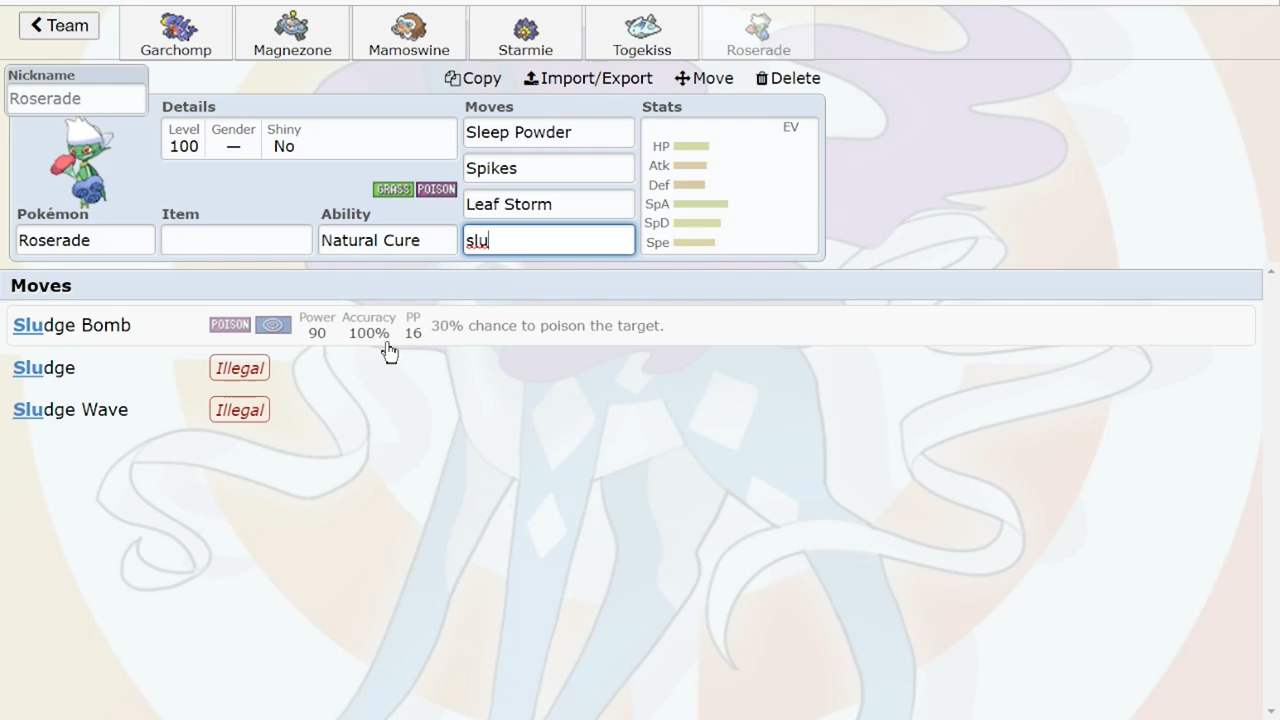 Team
Garchomp
Magnezone
Mamoswine
Starmie
Togekiss
Roserade
Nickname
Roserade
Copy
Import/Export
Move
Delete
Details
Moves
Stats
Level
100
Gender
—
Shiny
No
Sleep Powder
EV
HP
Atk
Def
SpA
SpD
Spe
Spikes
GRASS POISON
Leaf Storm
Pokémon
Roserade
Item
Ability
Natural Cure
slu
Moves
Sludge Bomb
POISON
Power
90
Accuracy
100%
PP
16
30% chance to poison the target.
Sludge
Illegal
Sludge Wave
Illegal